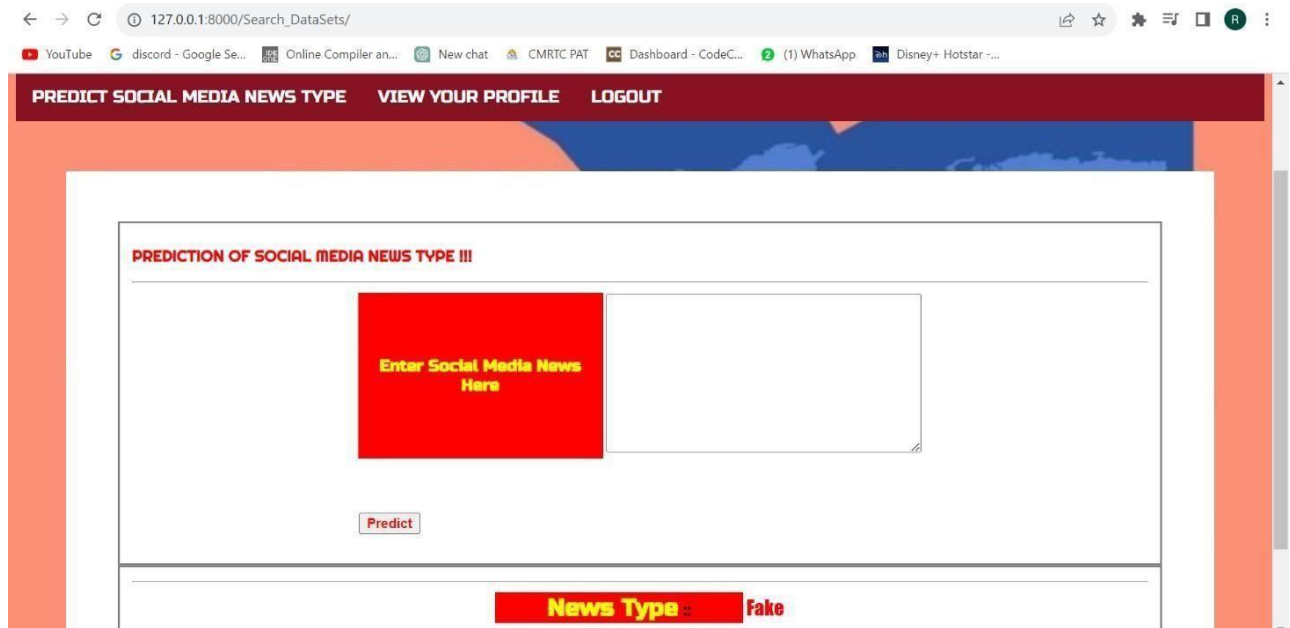 127.0.0.1:8000/Search_DataSets/
R
YouTube discord - Google Se... Online Compiler an... New chat CMRTC PAT CC Dashboard - CodeC... 2 (1) WhatsApp Disney+ Hotstar -...
PREDICT SOCIAL MEDIA NEWS TYPE VIEW YOUR PROFILE LOGOUT
PREDICTION OF SOCIAL MEDIA NEWS TYPE !!!
Enter Social Media News
Here
Predict
News Type :: Fake